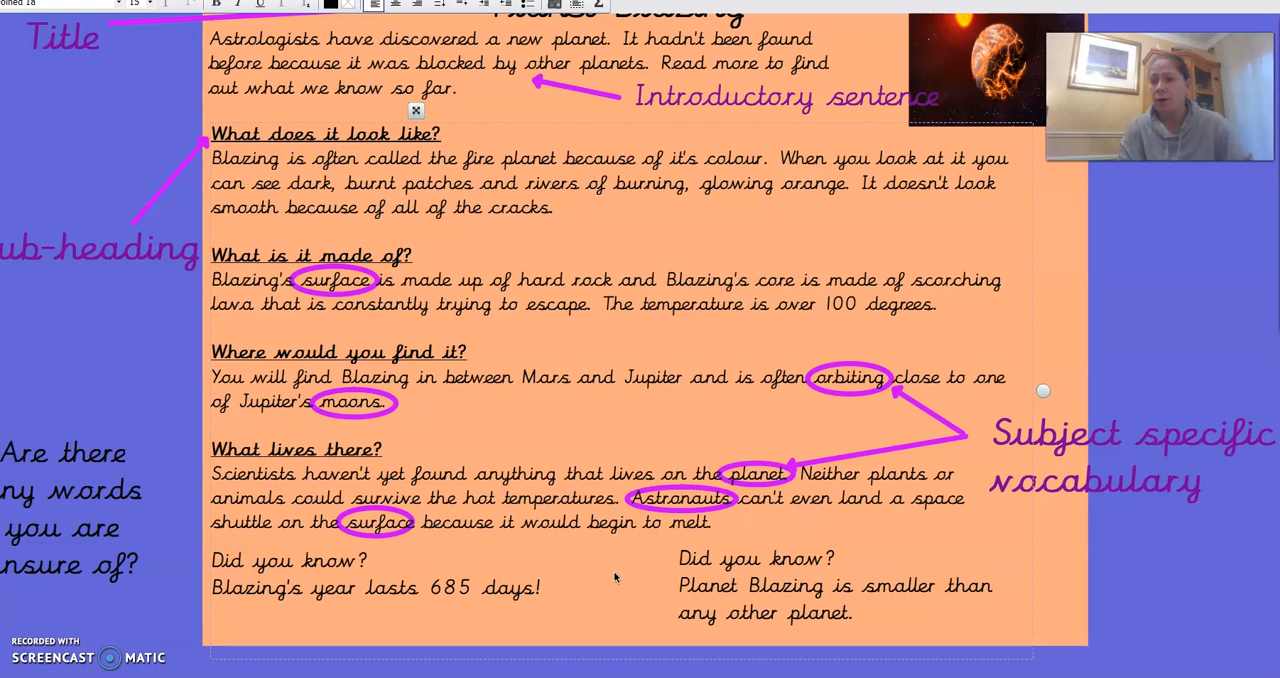 Joined 1a
15
B I U
Planet Blazing
Title
Astrologists have discovered a new planet. It hadn't been found
before because it was blocked by other planets. Read more to find
out what we know so far.
Introductory sentence
What does it look like?
Blazing is often called the fire planet because of it's colour. When you look at it you
can see dark, burnt patches and rivers of burning, glowing orange. It doesn't look
smooth because of all of the cracks.
ub-heading
What is it made of?
Blazing's surface is made up of hard rock and Blazing's core is made of scorching
lava that is constantly trying to escape. The temperature is over 100 degrees.
Where would you find it?
You will find Blazing in between Mars and Jupiter and is often orbiting close to one
of Jupiter's moons.
Subject specific
vocabulary
What lives there?
Scientists haven't yet found anything that lives on the planet. Neither plants or
animals could survive the hot temperatures. Astronauts can't even land a space
shuttle on the surface because it would begin to melt.
Are there
ny words
you are
nsure of?
Did you know?
Blazing's year lasts 685 days!
Did you know?
Planet Blazing is smaller than
any other planet.
RECORDED WITH
SCREENCAST MATIC